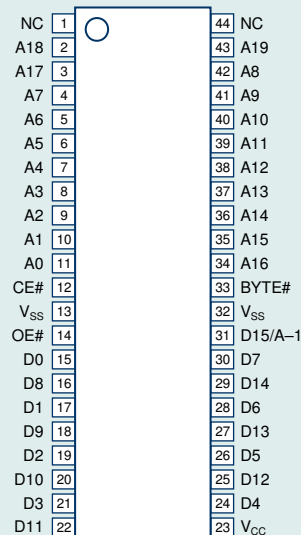 NC 1 44 NC
A18 2 43 A19
A17 3 42 A8
A7 4 41 A9
A6 5 40 A10
A5 6 39 A11
A4 7 38 A12
A3 8 37 A13
A2 9 36 A14
A1 10 35 A15
A0 11 34 A16
CE# 12 33 BYTE#
VSS 13 32 VSS
OE# 14 31 D15/A–1
D0 15 30 D7
D8 16 29 D14
D1 17 28 D6
D9 18 27 D13
D2 19 26 D5
D10 20 25 D12
D3 21 24 D4
D11 22 23 VCC